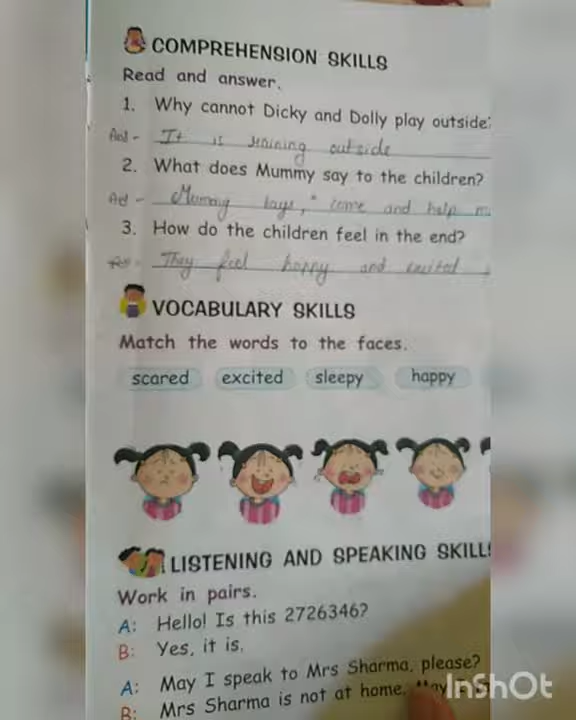 COMPREHENSION SKILLS
Read and answer.
1. Why cannot Dicky and Dolly play outside?
Ans - It is raining outside
2. What does Mummy say to the children?
Mummy says, " come and help m
3. How do the children feel in the end?
They feel happy and excited
VOCABULARY SKILLS
Match the words to the faces.
scared excited sleepy happy
LISTENING AND SPEAKING SKILLS
Work in pairs.
A: Hello! Is this 2726346?
B: Yes, it is.
A: May I speak to Mrs Sharma, please?
B: Mrs Sharma is not at home. May
InShOt